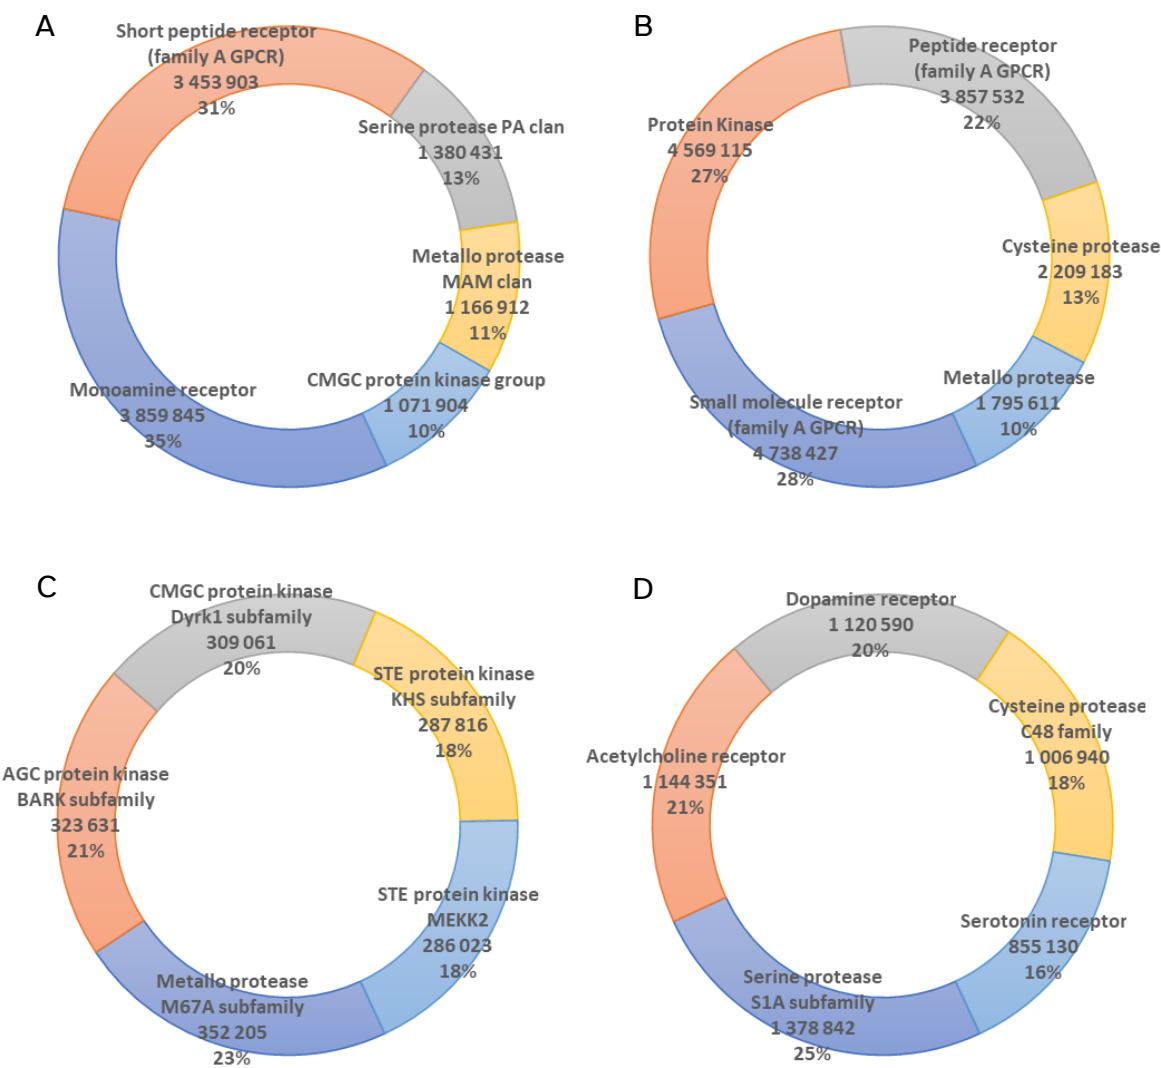 A
Short peptide receptor
(family A GPCR)
3 453 903
31%
Serine protease PA clan
1 380 431
13%
Metallo protease
MAM clan
1 166 912
11%
CMGC protein kinase group
1 071 904
10%
Monoamine receptor
3 859 845
35%
B
Peptide receptor
(family A GPCR)
3 857 532
22%
Protein Kinase
4 569 115
27%
Cysteine protease
2 209 183
13%
Metallo protease
1 795 611
10%
Small molecule receptor
(family A GPCR)
4 738 427
28%
C
CMGC protein kinase
Dyrk1 subfamily
309 061
20%
STE protein kinase
KHS subfamily
287 816
18%
AGC protein kinase
BARK subfamily
323 631
21%
STE protein kinase
MEKK2
286 023
18%
Metallo protease
M67A subfamily
352 205
23%
D
Dopamine receptor
1 120 590
20%
Cysteine protease
C48 family
1 006 940
18%
Acetylcholine receptor
1 144 351
21%
Serotonin receptor
855 130
16%
Serine protease
S1A subfamily
1 378 842
25%